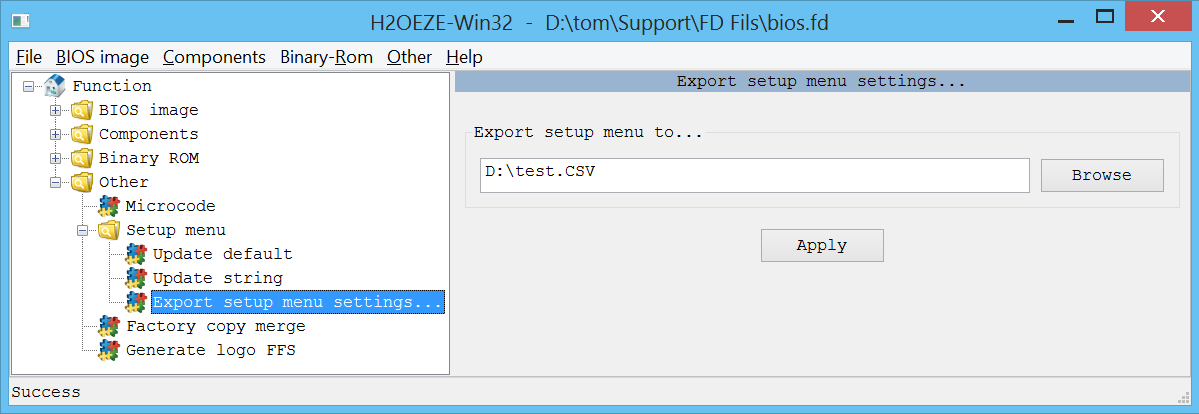 H2OEZE-Win32 - D:\tom\Support\FD Fils\bios.fd
File BIOS image Components Binary-Rom Other Help
Function
BIOS image
Components
Binary ROM
Other
Microcode
Setup menu
Update default
Update string
Export setup menu settings...
Factory copy merge
Generate logo FFS
Export setup menu settings...
Export setup menu to...
D:\test.CSV
Browse
Apply
Success